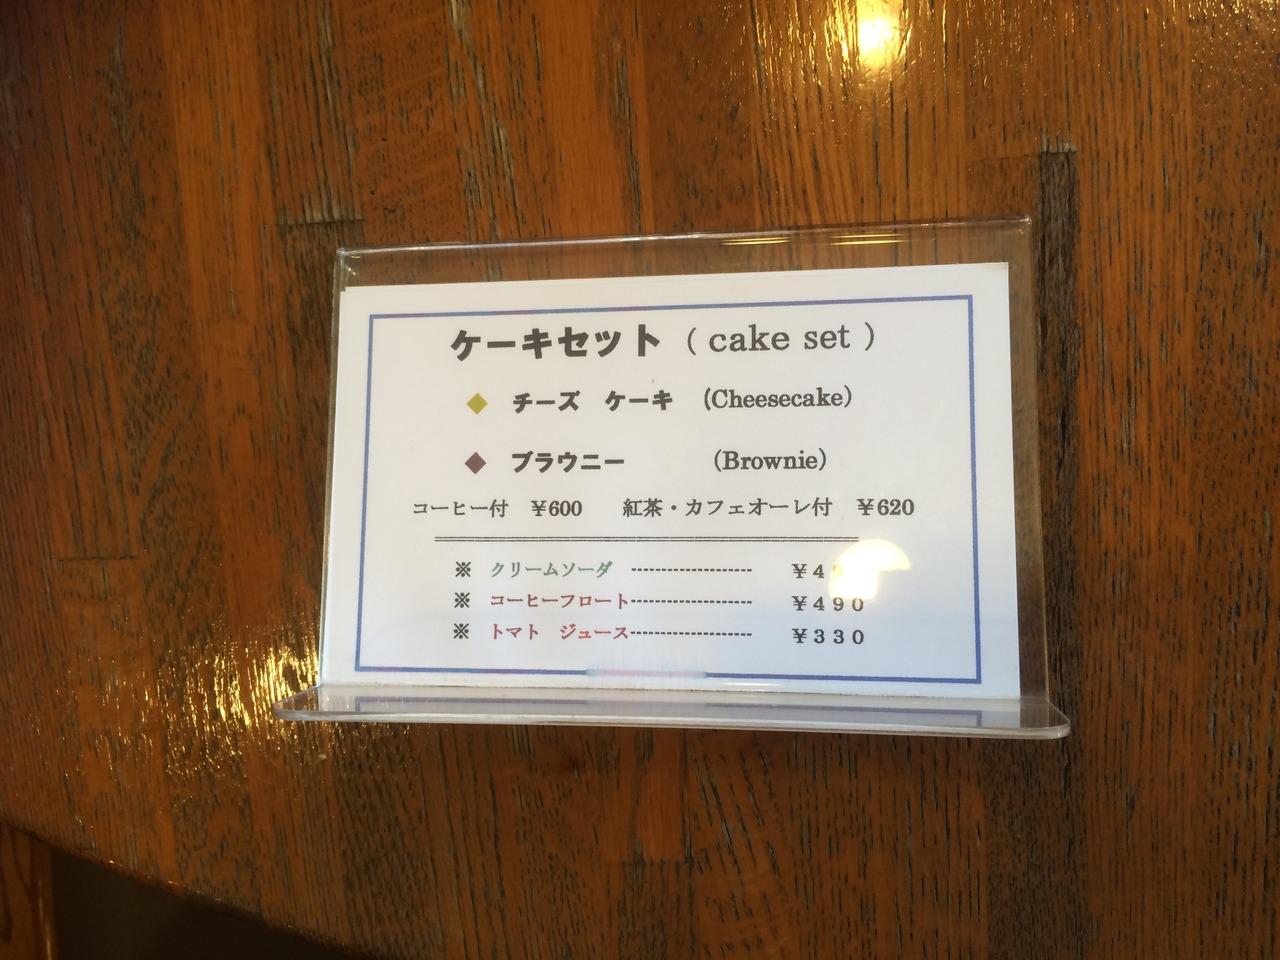 ケーキセット ( cake set )
◆ チーズ ケーキ (Cheesecake)
◆ ブラウニー (Brownie)
コーヒー付 ¥600 紅茶・カフェオーレ付 ¥620
※ クリームソーダ ----------------------
※ コーヒーフロート---------------------- ¥490
※ トマト ジュース---------------------- ¥330